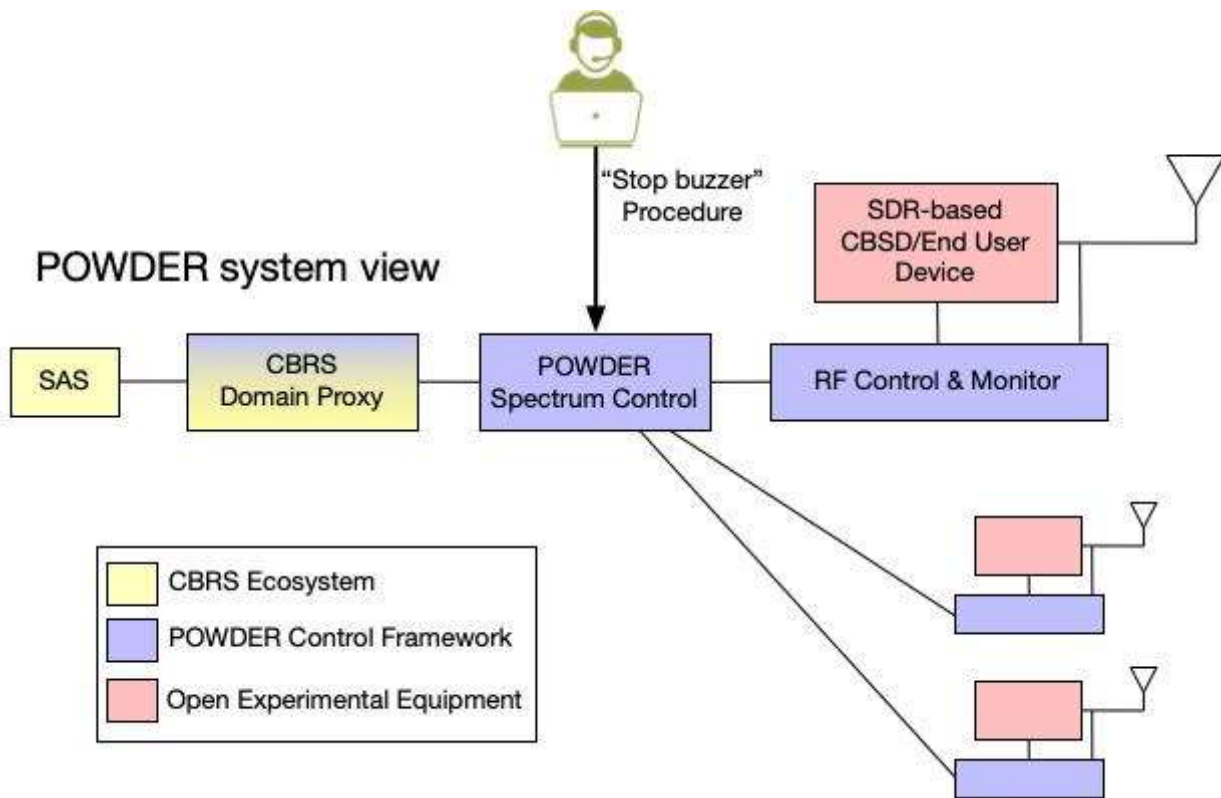 “Stop buzzer”
Procedure
SDR-based
CBSD/End User
Device
POWDER system view
SAS
CBRS
Domain Proxy
POWDER
Spectrum Control
RF Control & Monitor
CBRS Ecosystem
POWDER Control Framework
Open Experimental Equipment